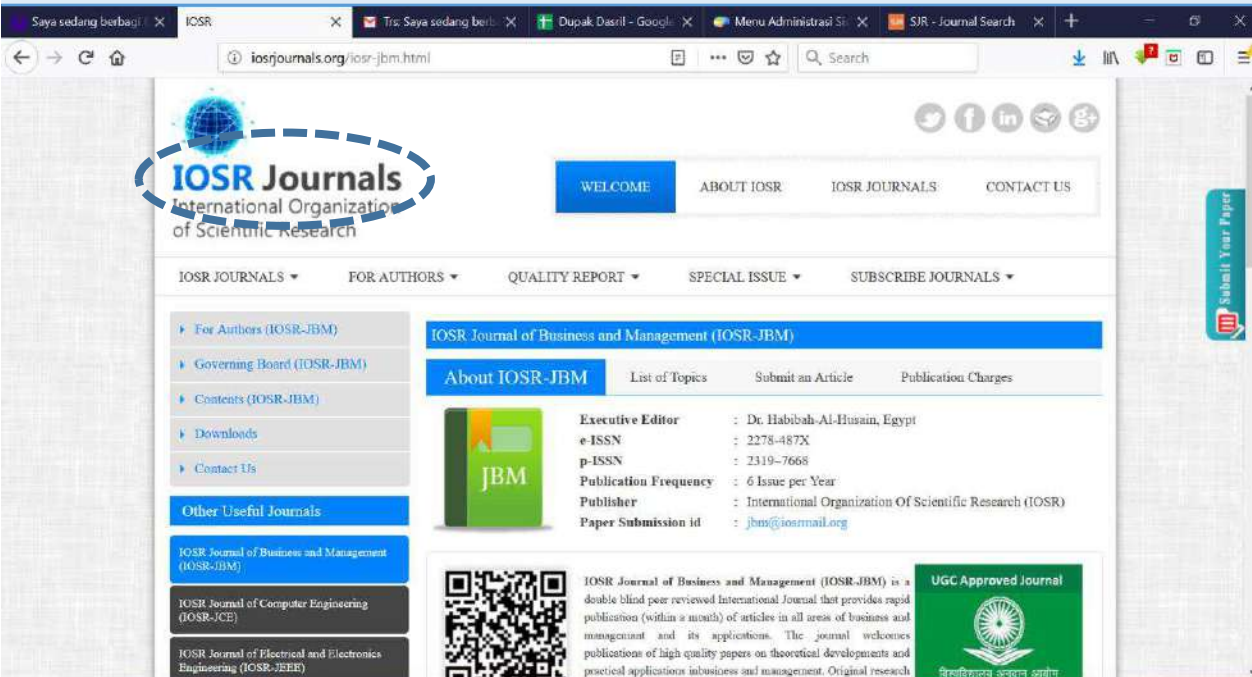 Saya sedang berbagi
IOSR
Trs: Saya sedang berb
Dupak Dasril - Google
Menu Administrasi Si
SJR - Journal Search
iosrjournals.org/iosr-jbm.html
Search
IOSR Journals
International Organization
of Scientific Research
WELCOME
ABOUT IOSR
IOSR JOURNALS
CONTACT US
Submit Your Paper
IOSR JOURNALS
FOR AUTHORS
QUALITY REPORT
SPECIAL ISSUE
SUBSCRIBE JOURNALS
For Authors (IOSR-JBM)
Governing Board (IOSR-JBM)
Contents (IOSR-JBM)
Downloads
Contact Us
Other Useful Journals
IOSR Journal of Business and Management
(IOSR-JBM)
IOSR Journal of Computer Engineering
(IOSR-JCE)
IOSR Journal of Electrical and Electronics
Engineering (IOSR-JEEE)
IOSR Journal of Business and Management (IOSR-JBM)
About IOSR-JBM
List of Topics
Submit an Article
Publication Charges
JBM
Executive Editor : Dr. Habibah-Al-Husain, Egypt
e-ISSN : 2278-487X
p-ISSN : 2319–7668
Publication Frequency : 6 Issue per Year
Publisher : International Organization Of Scientific Research (IOSR)
Paper Submission id : jbm@iosrmail.org
IOSR Journal of Business and Management (IOSR-JBM) is a
double blind peer reviewed International Journal that provides rapid
publication (within a month) of articles in all areas of business and
management and its applications. The journal welcomes
publications of high quality papers on theoretical developments and
practical applications inbusiness and management. Original research
UGC Approved Journal
विश्वविद्यालय अनुदान आयोग